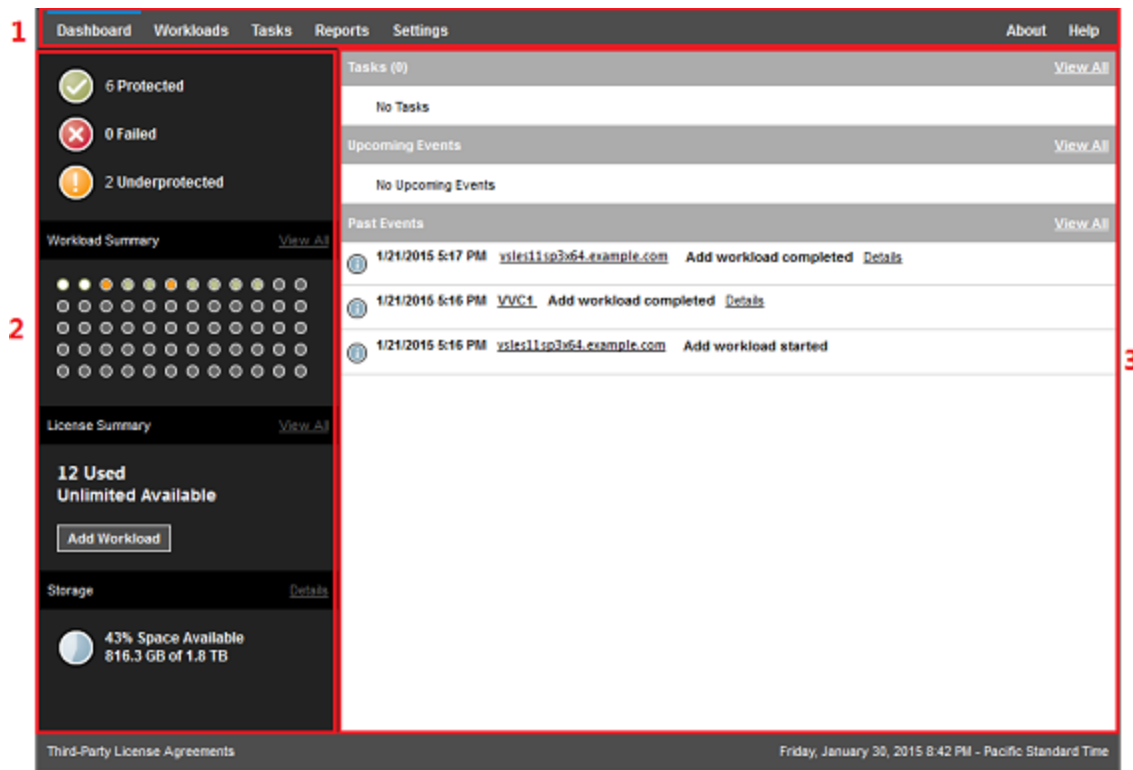 1
Dashboard Workloads Tasks Reports Settings About Help
6 Protected
0 Failed
2 Underprotected
Workload Summary View All
2
License Summary View All
12 Used
Unlimited Available
Add Workload
Storage Details
43% Space Available
816.3 GB of 1.8 TB
Tasks (0) View All
No Tasks
Upcoming Events View All
No Upcoming Events
Past Events View All
1/21/2015 5:17 PM vsles11sp3x64.example.com Add workload completed Details
1/21/2015 5:16 PM VVC1 Add workload completed Details
1/21/2015 5:16 PM vsles11sp3x64.example.com Add workload started
3
Third-Party License Agreements Friday, January 30, 2015 8:42 PM - Pacific Standard Time